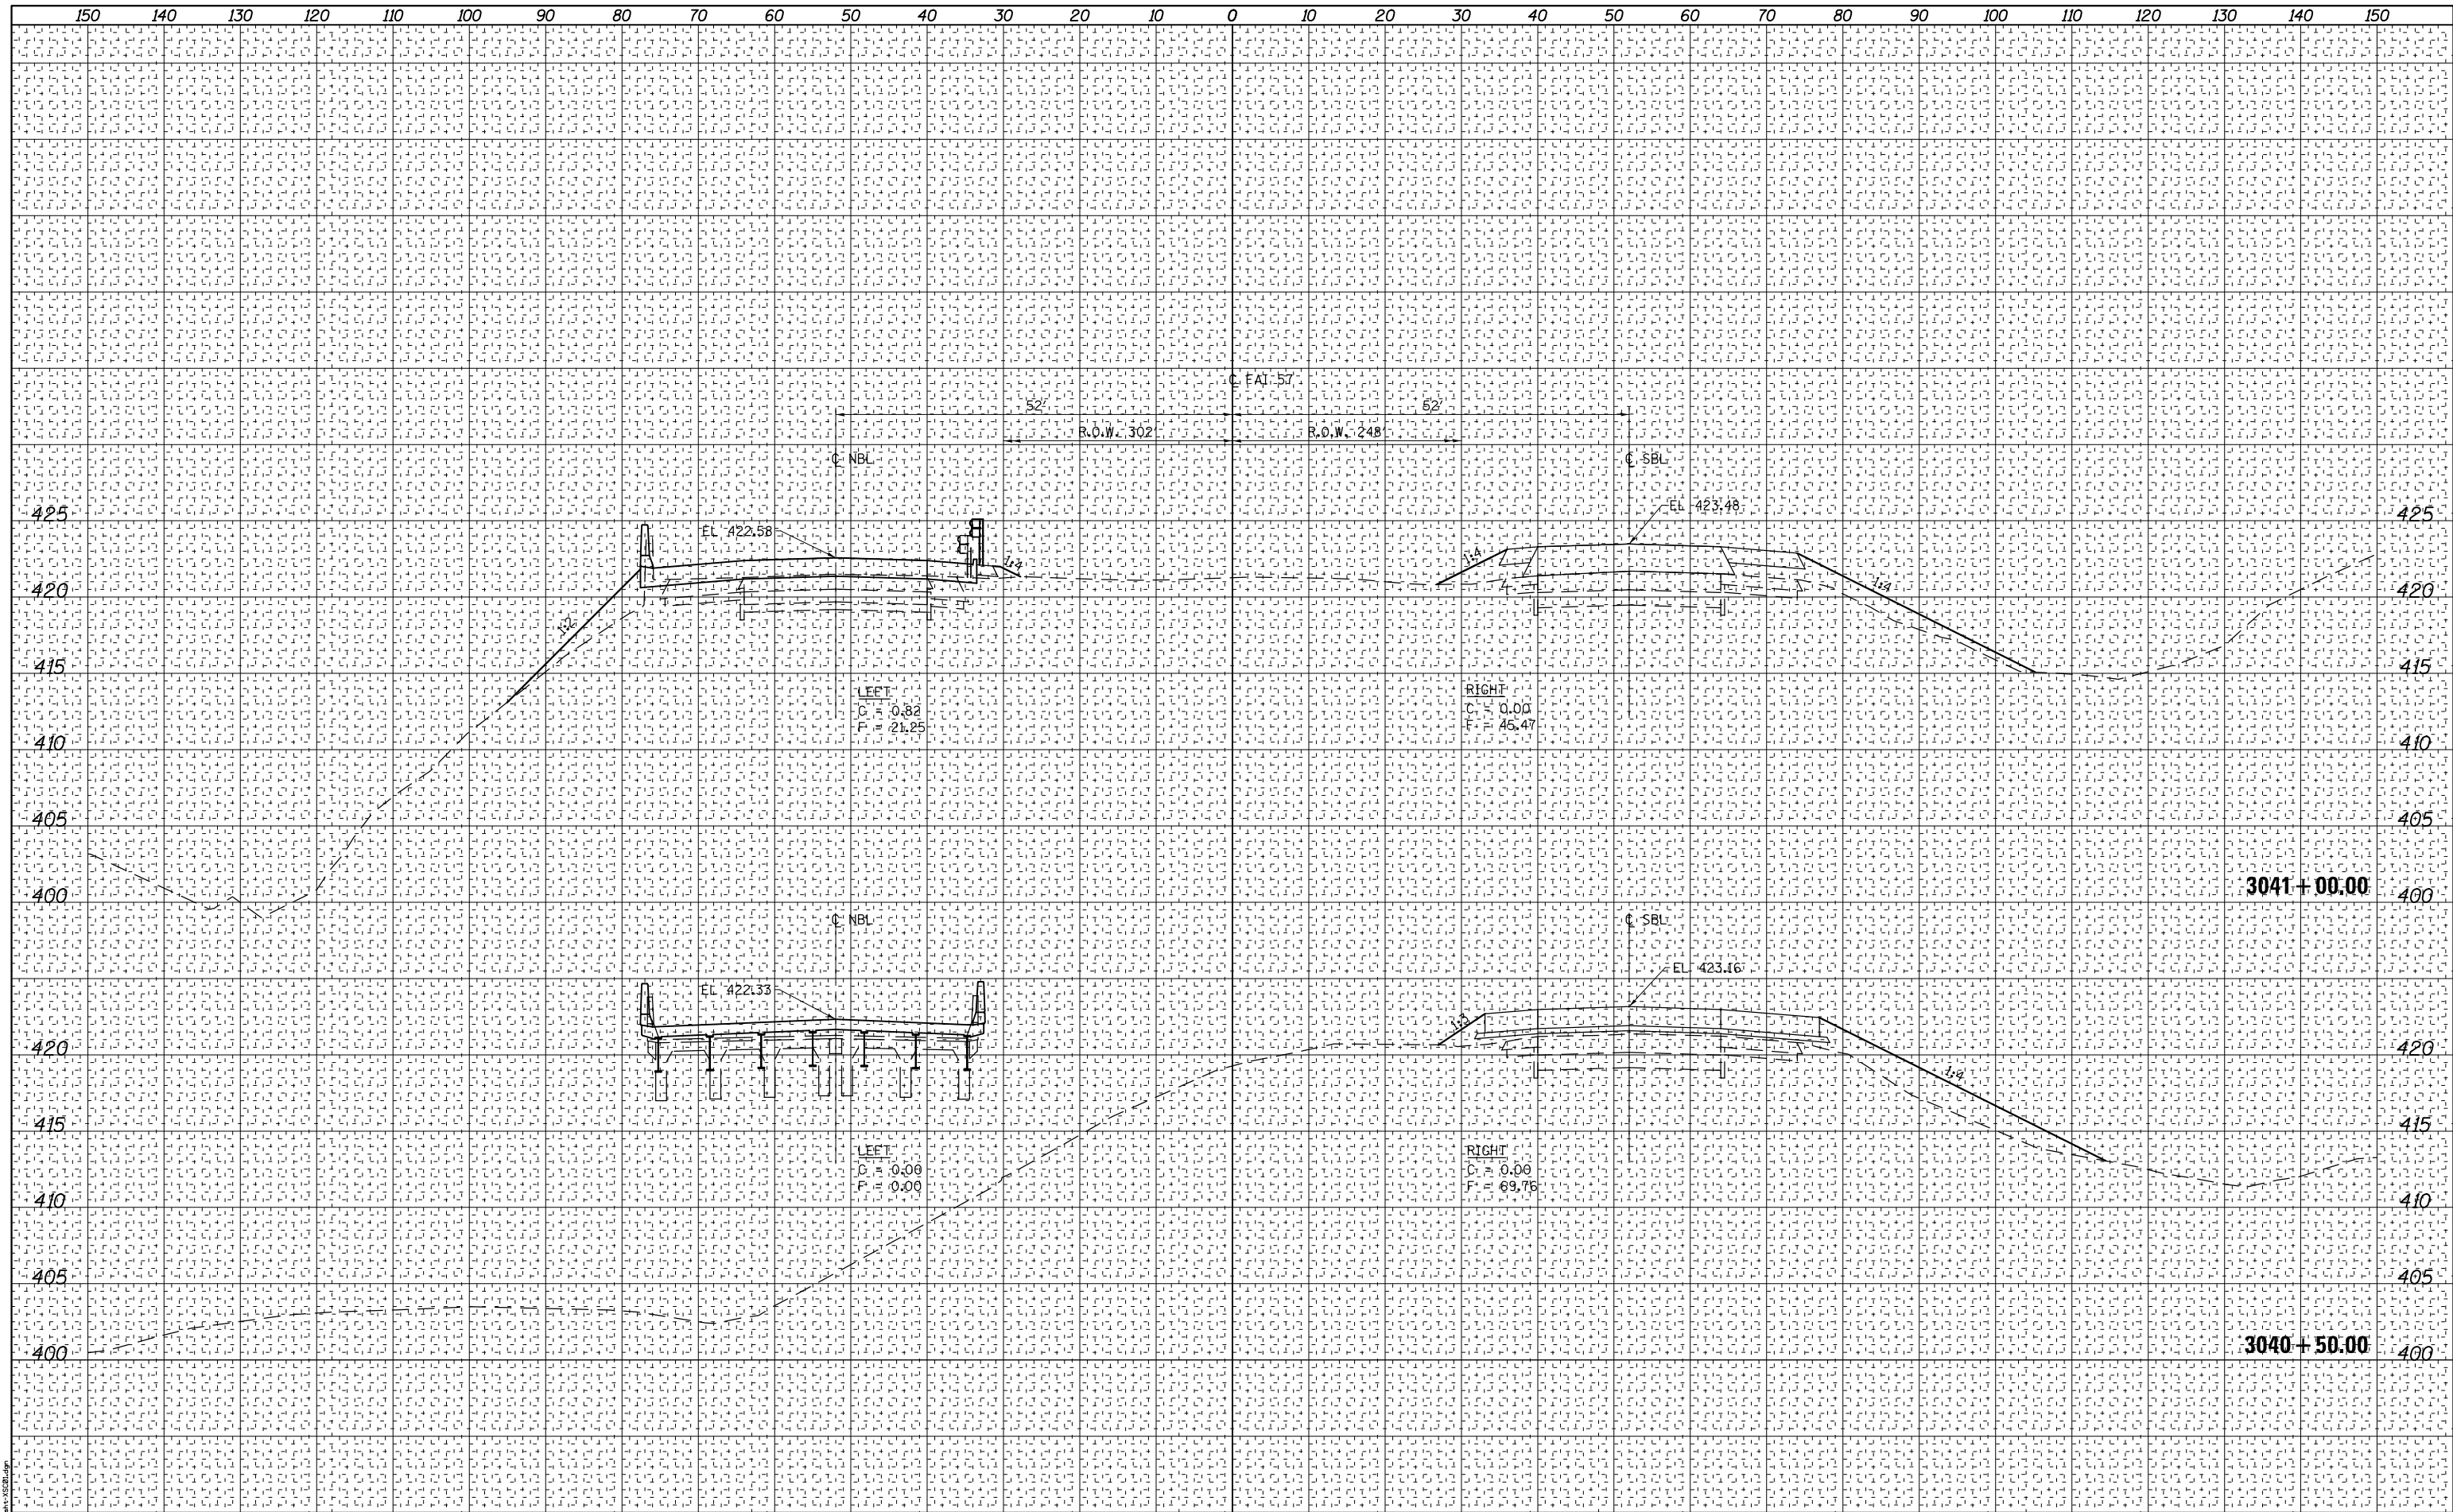 150 140 130 120 110 100 90 80 70 60 50 40 30 20 10 0 10 20 30 40 50 60 70 80 90 100 110 120 130 140 150
℄ FAI 57
52' 52'
R.O.W. 302' R.O.W. 248'
℄ NBL ℄ SBL
425 EL 422.58 EL 423.48 425
1:4 1:4
420 1:4 420
1:2
415 415
LEFT
C = 0.82
F = 21.25
RIGHT
C = 0.00
F = 45.47
410 410
405 405
400 3041+00.00 400
℄ NBL ℄ SBL
EL 422.33 EL 423.16
1:3
420 420
1:4
415 415
LEFT
C = 0.00
F = 0.00
RIGHT
C = 0.00
F = 69.76
410 410
405 405
400 3040+50.00 400